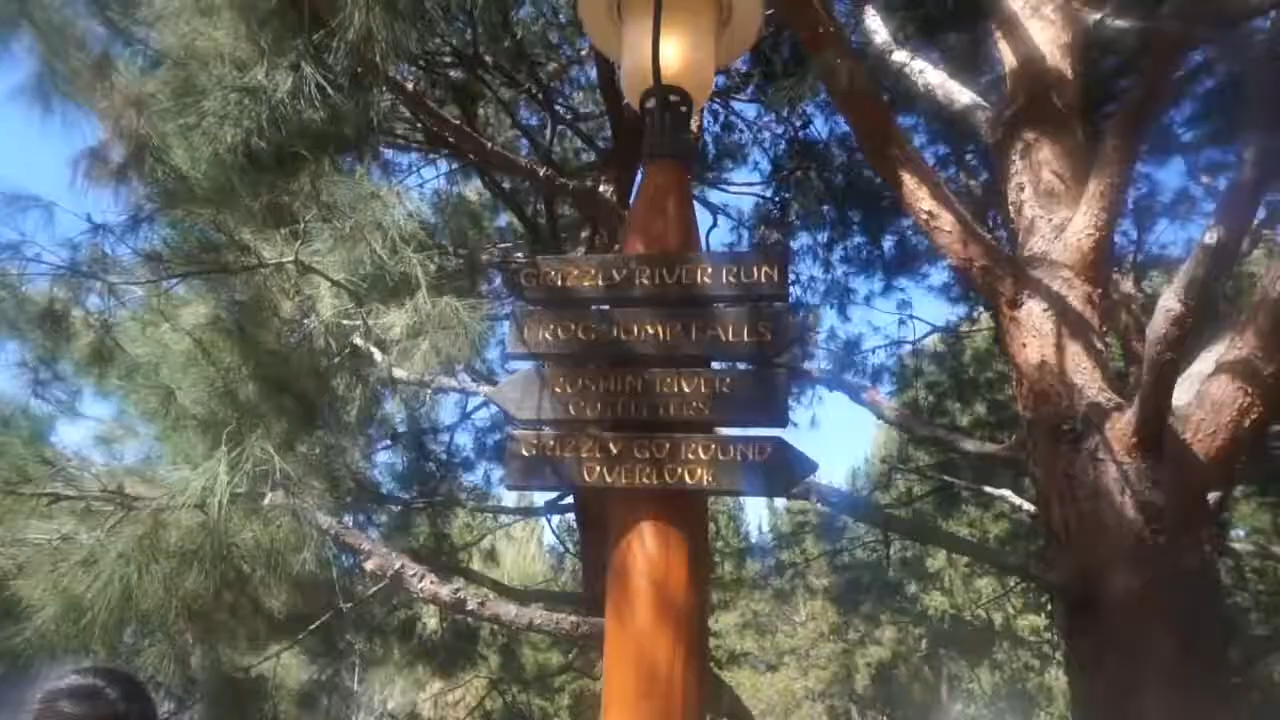 GRIZZLY RIVER RUN
FROG JUMP FALLS
RUSHIN' RIVER
OUTFITTERS
GRIZZLY GO ROUND
OVERLOOK